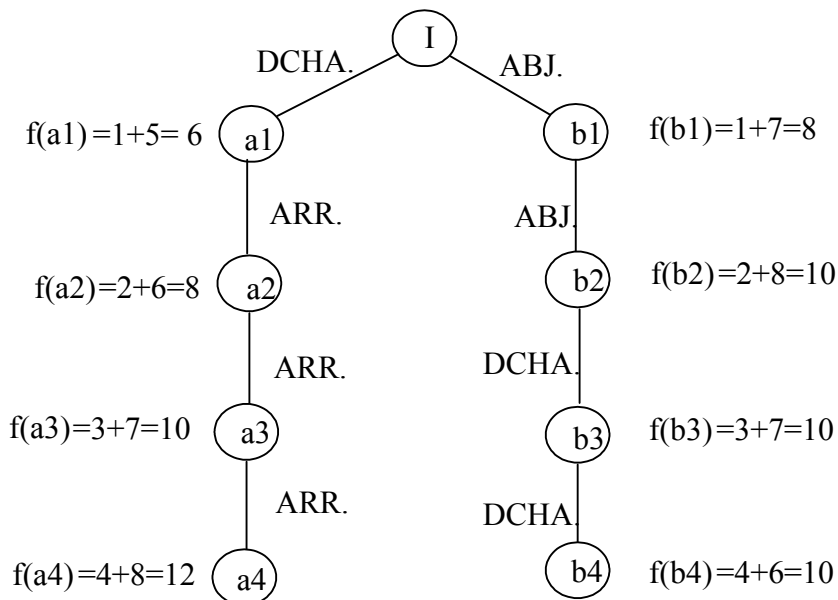 I
DCHA.
ABJ.
f(a1) =1+5= 6
a1
b1
f(b1)=1+7=8
ARR.
ABJ.
f(a2)=2+6=8
a2
b2
f(b2)=2+8=10
ARR.
DCHA.
f(a3)=3+7=10
a3
b3
f(b3)=3+7=10
ARR.
DCHA.
f(a4)=4+8=12
a4
b4
f(b4)=4+6=10